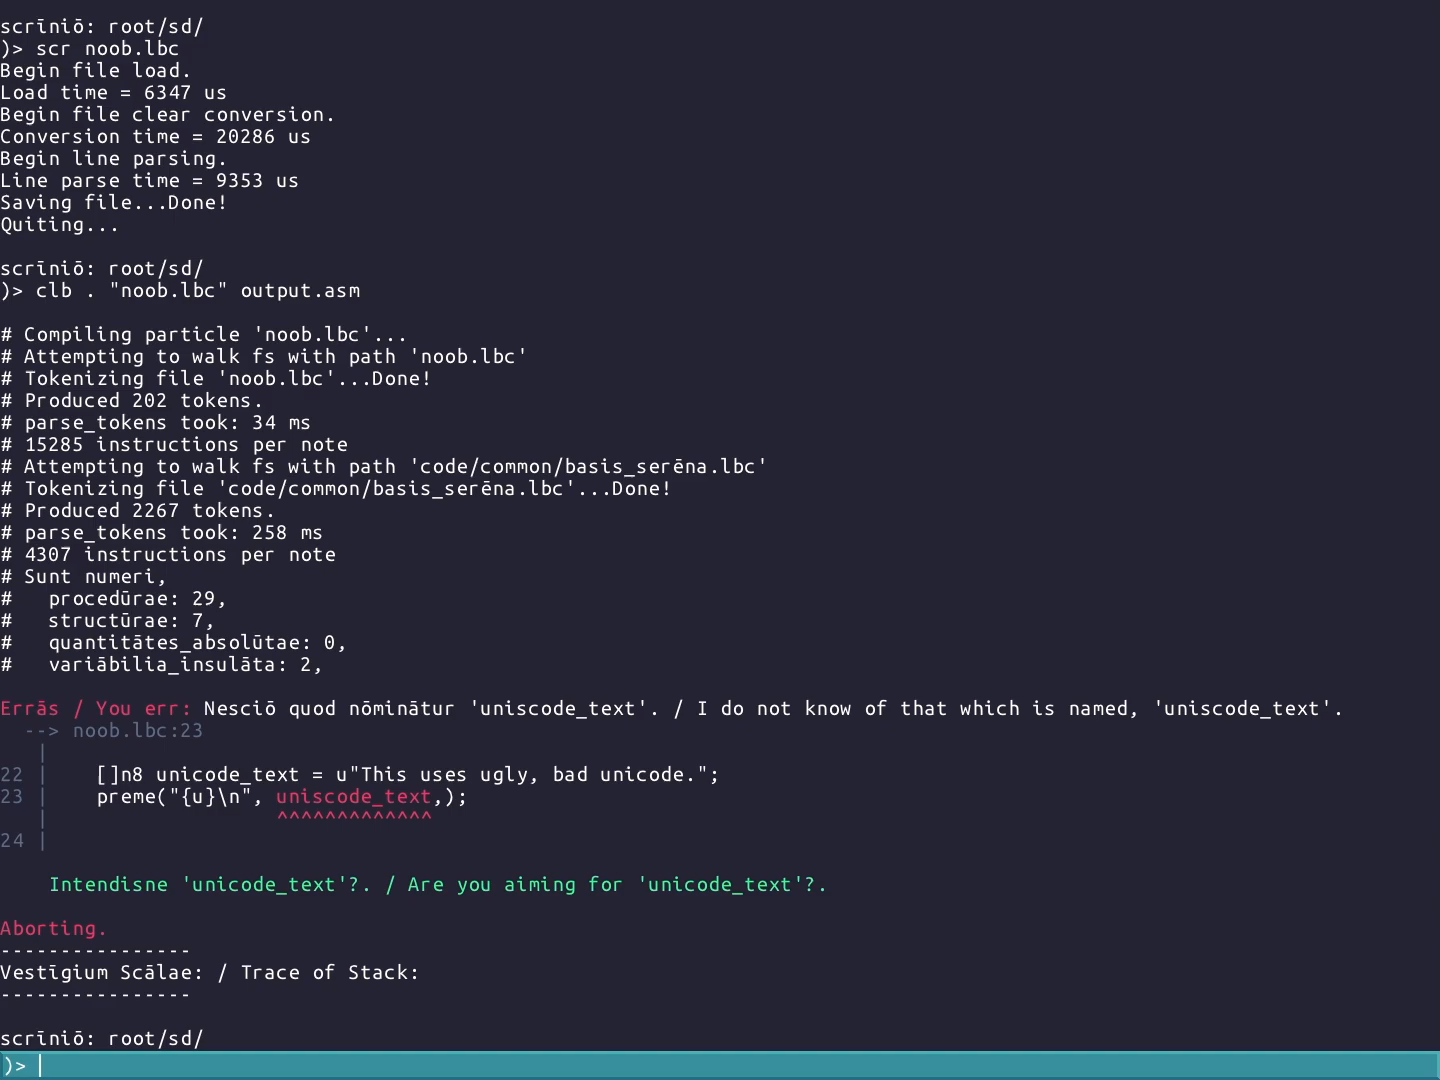 scrīniō: root/sd/
)> scr noob.lbc
Begin file load.
Load time = 6347 us
Begin file clear conversion.
Conversion time = 20286 us
Begin line parsing.
Line parse time = 9353 us
Saving file...Done!
Quiting...
scrīniō: root/sd/
)> clb . "noob.lbc" output.asm
# Compiling particle 'noob.lbc'...
# Attempting to walk fs with path 'noob.lbc'
# Tokenizing file 'noob.lbc'...Done!
# Produced 202 tokens.
# parse_tokens took: 34 ms
# 15285 instructions per note
# Attempting to walk fs with path 'code/common/basis_serēna.lbc'
# Tokenizing file 'code/common/basis_serēna.lbc'...Done!
# Produced 2267 tokens.
# parse_tokens took: 258 ms
# 4307 instructions per note
# Sunt numeri,
#   procedūrae: 29,
#   structūrae: 7,
#   quantitātes_absolūtae: 0,
#   variābilia_insulāta: 2,
Errās / You err: Nesciō quod nōminātur 'uniscode_text'. / I do not know of that which is named, 'uniscode_text'.
  --> noob.lbc:23
   |
22 |    []n8 unicode_text = u"This uses ugly, bad unicode.";
23 |    preme("{u}\n", uniscode_text,);
   |                   ^^^^^^^^^^^^^
24 |
    Intendisne 'unicode_text'?. / Are you aiming for 'unicode_text'?.
Aborting.
----------------
Vestīgium Scālae: / Trace of Stack:
----------------
scrīniō: root/sd/
)>